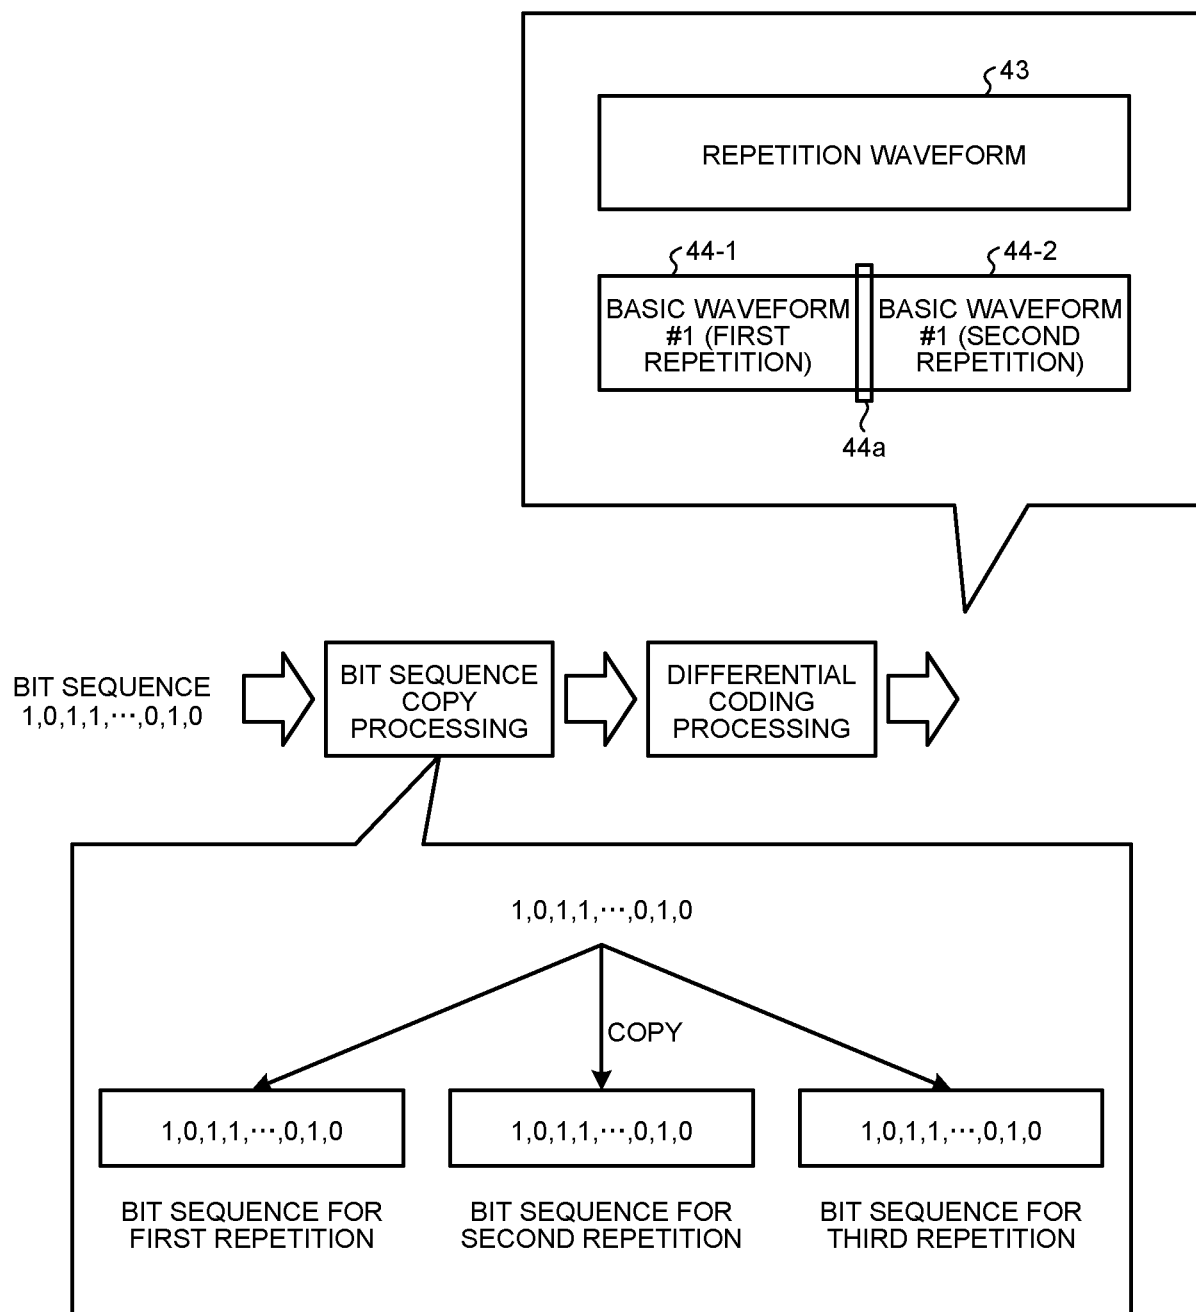 43
REPETITION WAVEFORM
44-1
44-2
BASIC WAVEFORM
#1 (FIRST
REPETITION)
BASIC WAVEFORM
#1 (SECOND
REPETITION)
44a
BIT SEQUENCE
1,0,1,1,⋯,0,1,0
BIT SEQUENCE
COPY
PROCESSING
DIFFERENTIAL
CODING
PROCESSING
1,0,1,1,⋯,0,1,0
COPY
1,0,1,1,⋯,0,1,0
1,0,1,1,⋯,0,1,0
1,0,1,1,⋯,0,1,0
BIT SEQUENCE FOR
FIRST REPETITION
BIT SEQUENCE FOR
SECOND REPETITION
BIT SEQUENCE FOR
THIRD REPETITION